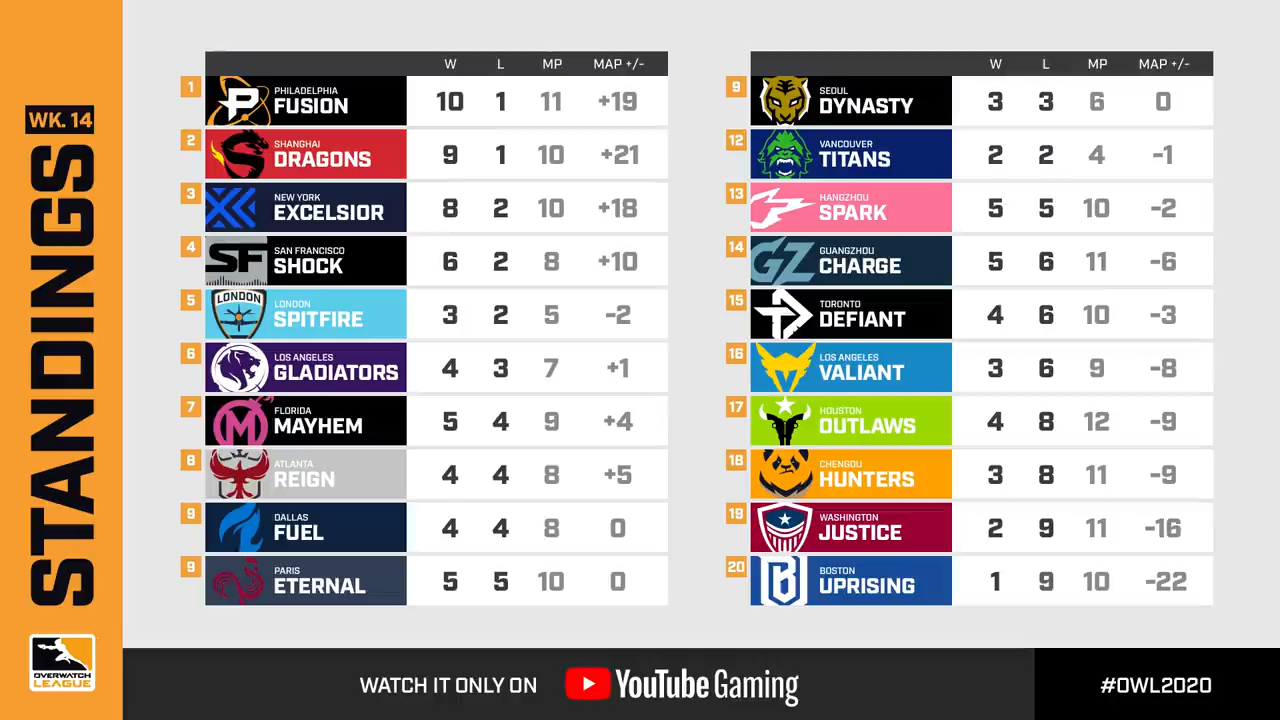 WK. 14
STANDINGS
OVERWATCH
LEAGUE
W L MP MAP +/-
1 PHILADELPHIA
FUSION 10 1 11 +19
2 SHANGHAI
DRAGONS 9 1 10 +21
3 NEW YORK
EXCELSIOR 8 2 10 +18
4 SF SAN FRANCISCO
SHOCK 6 2 8 +10
5 LONDON LONDON
SPITFIRE 3 2 5 -2
6 LOS ANGELES
GLADIATORS 4 3 7 +1
7 M FLORIDA
MAYHEM 5 4 9 +4
8 ATLANTA
REIGN 4 4 8 +5
9 DALLAS
FUEL 4 4 8 0
9 PARIS
ETERNAL 5 5 10 0
W L MP MAP +/-
9 SEOUL
DYNASTY 3 3 6 0
12 VANCOUVER
TITANS 2 2 4 -1
13 HANGZHOU
SPARK 5 5 10 -2
14 GZ GUANGZHOU
CHARGE 5 6 11 -6
15 TORONTO
DEFIANT 4 6 10 -3
16 LOS ANGELES
VALIANT 3 6 9 -8
17 HOUSTON
OUTLAWS 4 8 12 -9
18 CHENGDU
HUNTERS 3 8 11 -9
19 WASHINGTON
JUSTICE 2 9 11 -16
20 B BOSTON
UPRISING 1 9 10 -22
WATCH IT ONLY ON YouTube Gaming
#OWL2020